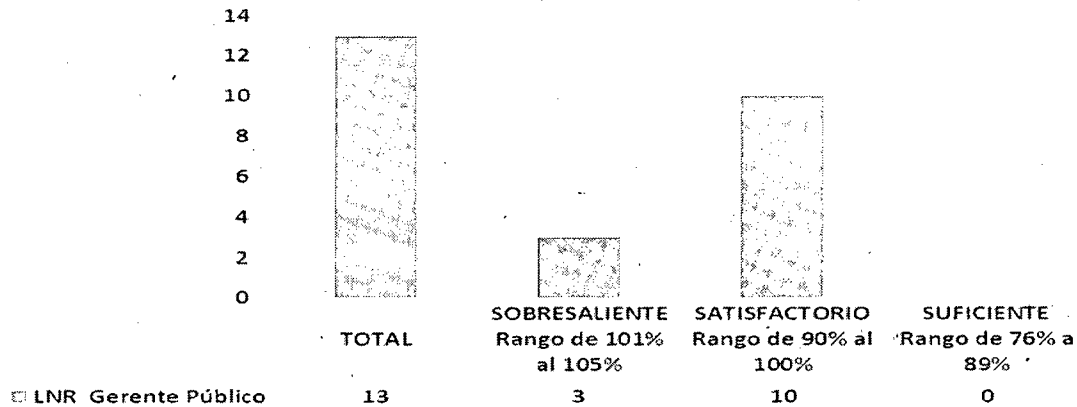 14
12
10
8
6
4
2
0
TOTAL
SOBRESALIENTE
Rango de 101%
al 105%
SATISFACTORIO
Rango de 90% al
100%
SUFICIENTE
Rango de 76% a
89%
LNR Gerente Público 13 3 10 0